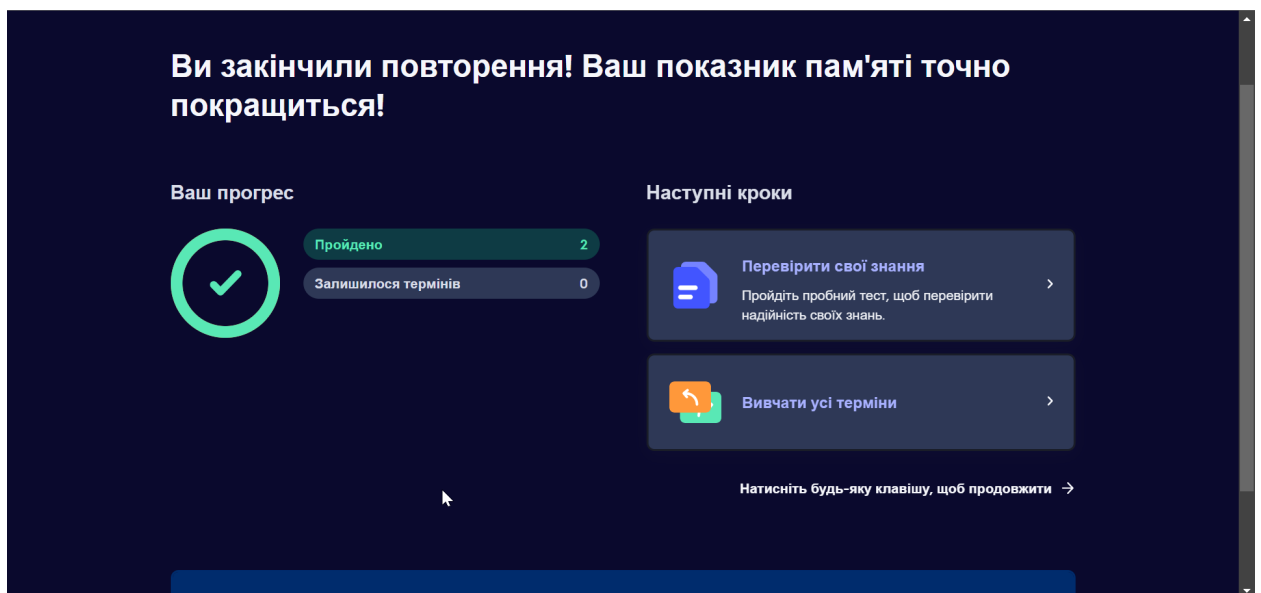 Ви закінчили повторення! Ваш показник пам'яті точно
покращиться!
Ваш прогрес
Пройдено 2
Залишилося термінів 0
Наступні кроки
Перевірити свої знання
Пройдіть пробний тест, щоб перевірити
надійність своїх знань.
Вивчати усі терміни
Натисніть будь-яку клавішу, щоб продовжити →